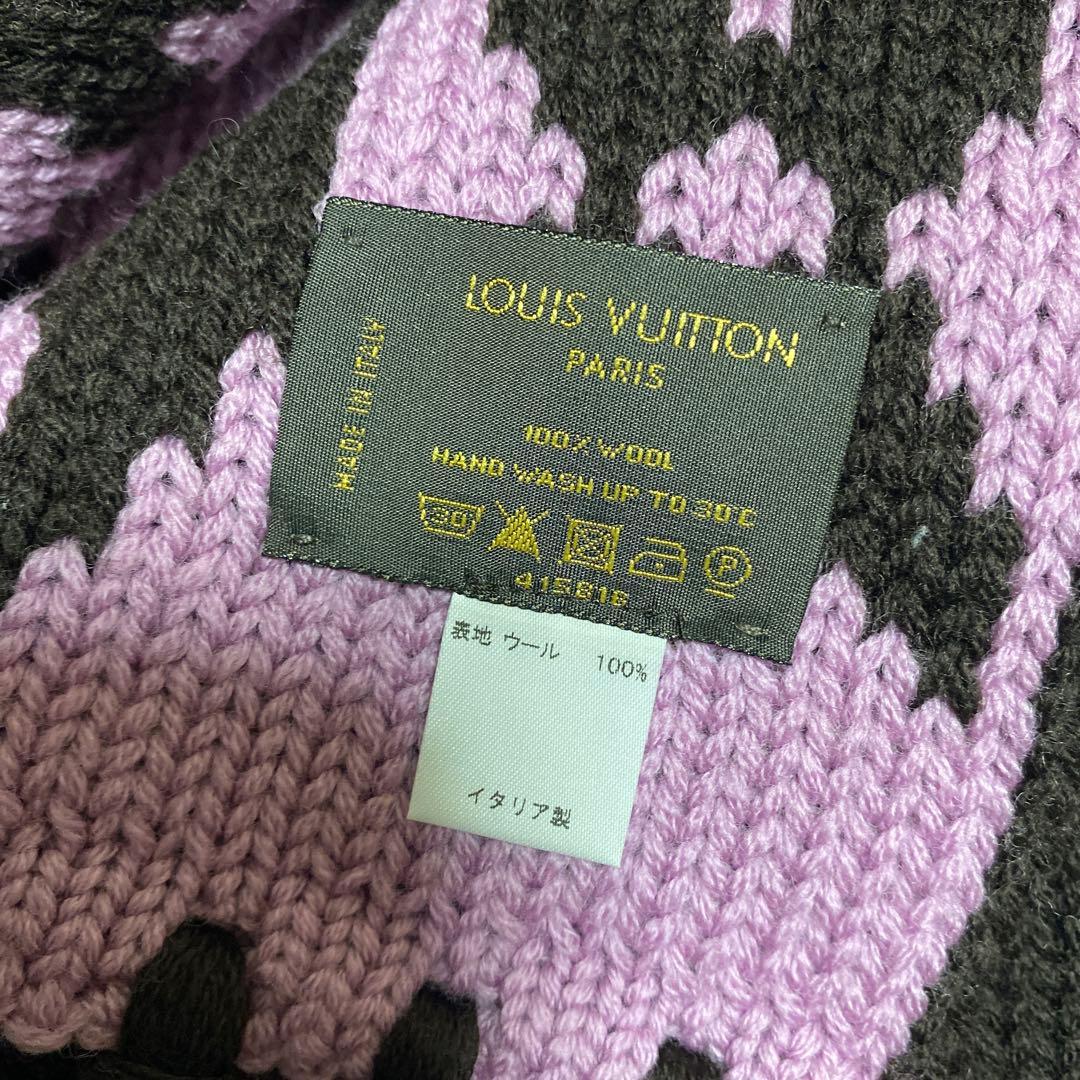 LOUIS VUITTON
PARIS
MADE IN ITALY
100% WOOL
HAND WASH UP TO 30°C
30 P
415816
表地 ウール 100%
イタリア製